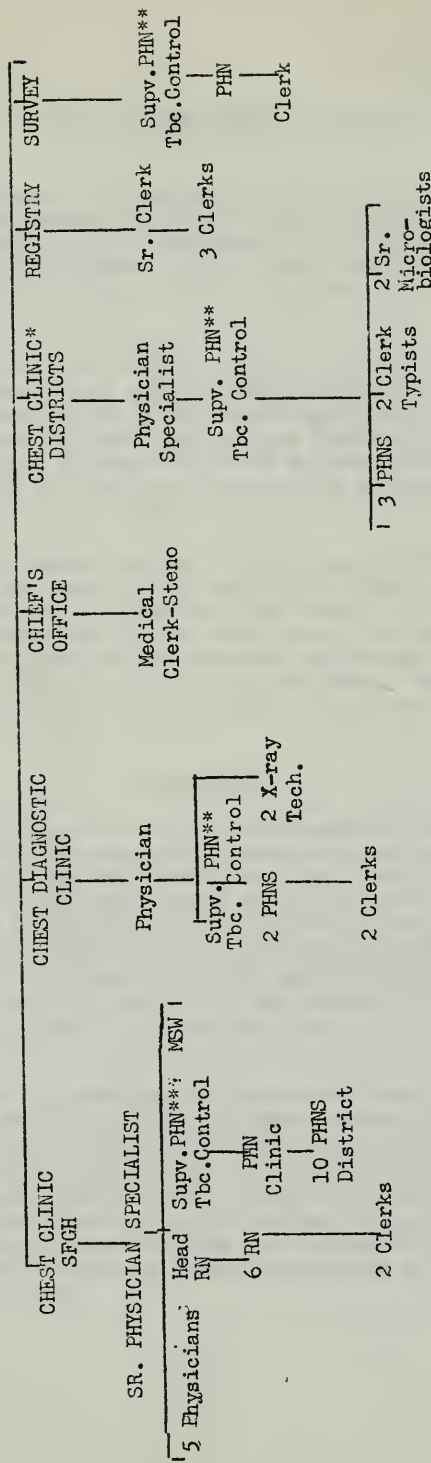 CHEST CLINIC
SFGH
SR. PHYSICIAN SPECIALIST
5 Physicians
Head
RN
6 RN
2 Clerks
Supv.PHN**
Tbc.Control
PHN
Clinic
10 PHNS
District
MSW
CHEST DIAGNOSTIC
CLINIC
Physician
Supv. PHN**
Tbc. Control
2 PHNS
2 Clerks
2 X-ray
Tech.
CHIEF'S
OFFICE
Medical
Clerk-Steno
CHEST CLINIC*
DISTRICTS
Physician
Specialist
Supv. PHN**
Tbc. Control
3 PHNS
2 Clerk
Typists
2 Sr.
Micro-
biologists
REGISTRY
Sr. Clerk
3 Clerks
SURVEY
Supv.PHN**
Tbc.Control
PHN
Clerk